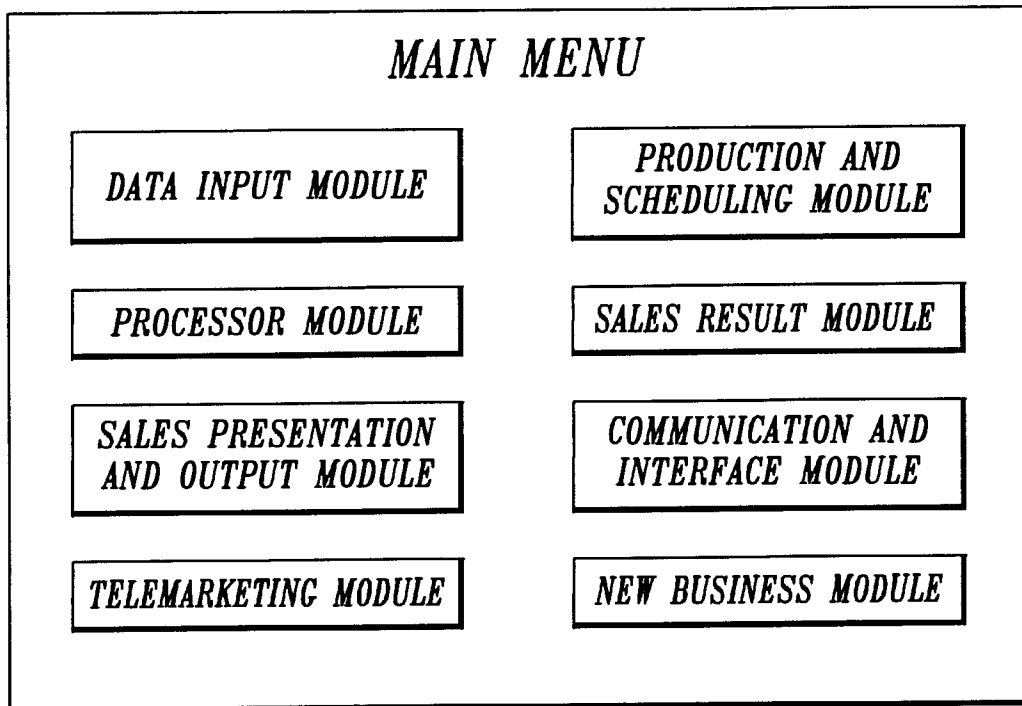 MAIN MENU
DATA INPUT MODULE
PRODUCTION AND
SCHEDULING MODULE
PROCESSOR MODULE
SALES RESULT MODULE
SALES PRESENTATION
AND OUTPUT MODULE
COMMUNICATION AND
INTERFACE MODULE
TELEMARKETING MODULE
NEW BUSINESS MODULE